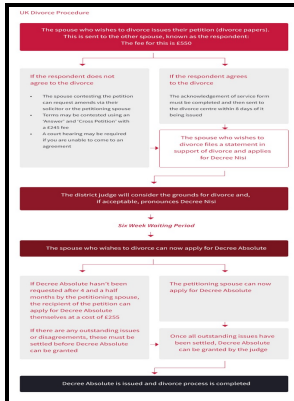 UK Divorce Procedure
The spouse who wishes to divorce issues their petition (divorce papers).
This is sent to the other spouse, known as the respondent:
The fee for this is £550
If the respondent does not
agree to the divorce
• The spouse contesting the petition
can request amends via their
solicitor or the petitioning spouse
• Terms may be contested using an
'Answer' and 'Cross Petition' with
a £245 fee
• A court hearing may be required
if you are unable to come to an
agreement
If the respondent agrees
to the divorce
The acknowledgement of service form
must be completed and then sent to
the divorce centre within 8 days of it
being issued
The spouse who wishes to
divorce files a statement in
support of divorce and applies
for Decree Nisi
The district judge will consider the grounds for divorce and,
if acceptable, pronounces Decree Nisi
Six Week Waiting Period
The spouse who wishes to divorce can now apply for Decree Absolute
If Decree Absolute hasn't been
requested after 4 and a half
months by the petitioning spouse,
the recipient of the petition can
apply for Decree Absolute
themselves at a cost of £255
If there are any outstanding issues
or disagreements, these must be
settled before Decree Absolute
can be granted
The petitioning spouse can now
apply for Decree Absolute
Once all outstanding issues have
been settled, Decree Absolute
can be granted by the judge
Decree Absolute is issued and divorce process is completed